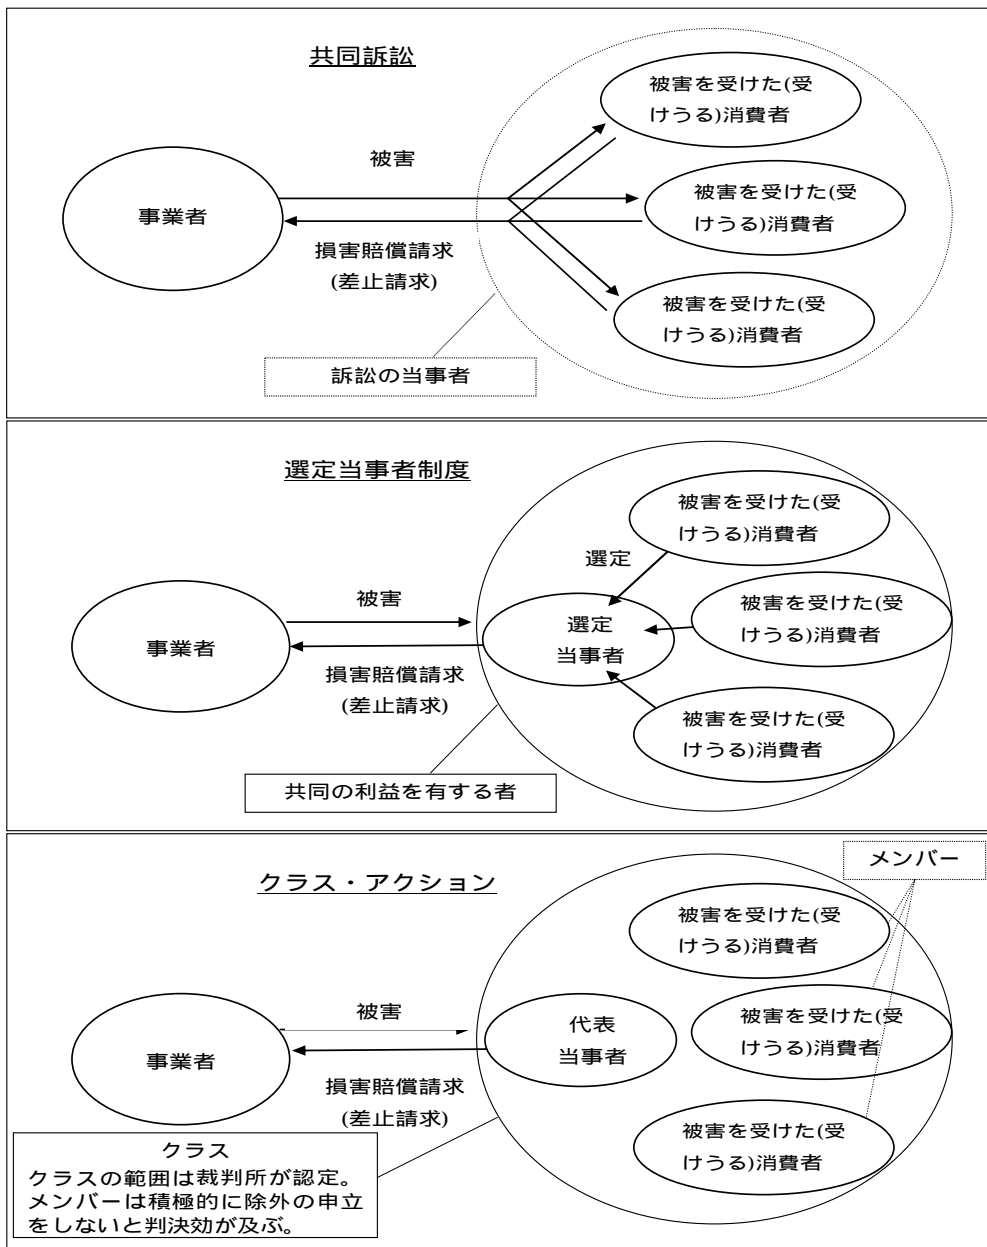 共同訴訟
被害を受けた(受
けうる)消費者
被害
事業者
被害を受けた(受
けうる)消費者
損害賠償請求
(差止請求)
被害を受けた(受
けうる)消費者
訴訟の当事者
選定当事者制度
被害を受けた(受
けうる)消費者
選定
被害
事業者
選定
当事者
被害を受けた(受
けうる)消費者
損害賠償請求
(差止請求)
被害を受けた(受
けうる)消費者
共同の利益を有する者
メンバー
クラス・アクション
被害を受けた(受
けうる)消費者
被害
事業者
代表
当事者
被害を受けた(受
けうる)消費者
損害賠償請求
(差止請求)
被害を受けた(受
けうる)消費者
クラス
クラスの範囲は裁判所が認定。
メンバーは積極的に除外の申立
をしないと判決効が及ぶ。